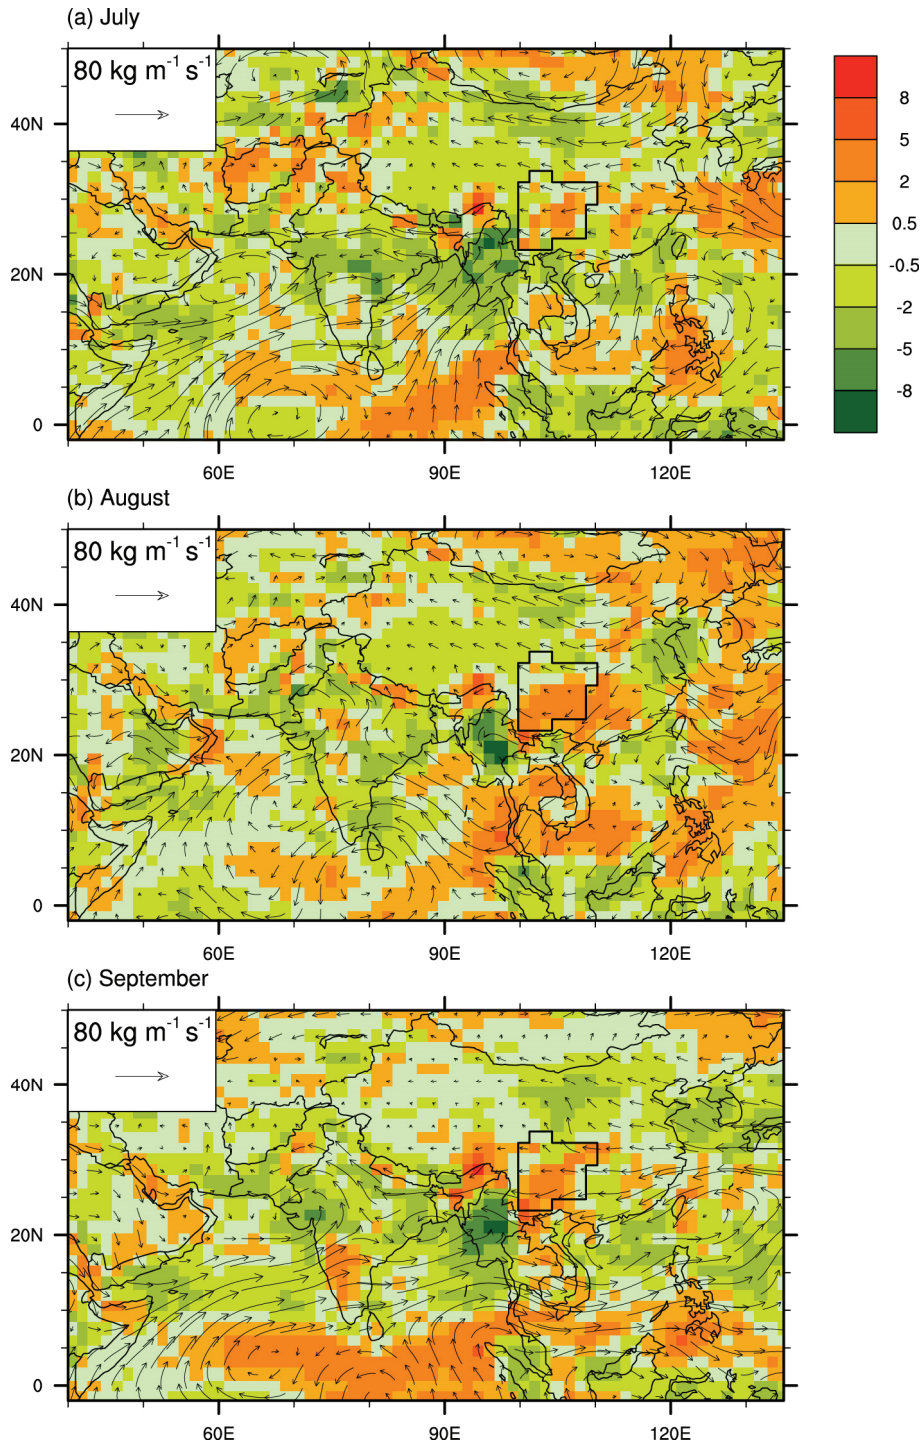 (a) July
80 kg m⁻¹ s⁻¹
40N
20N
0
60E 90E 120E
8
5
2
0.5
-0.5
-2
-5
-8
(b) August
80 kg m⁻¹ s⁻¹
40N
20N
0
60E 90E 120E
(c) September
80 kg m⁻¹ s⁻¹
40N
20N
0
60E 90E 120E